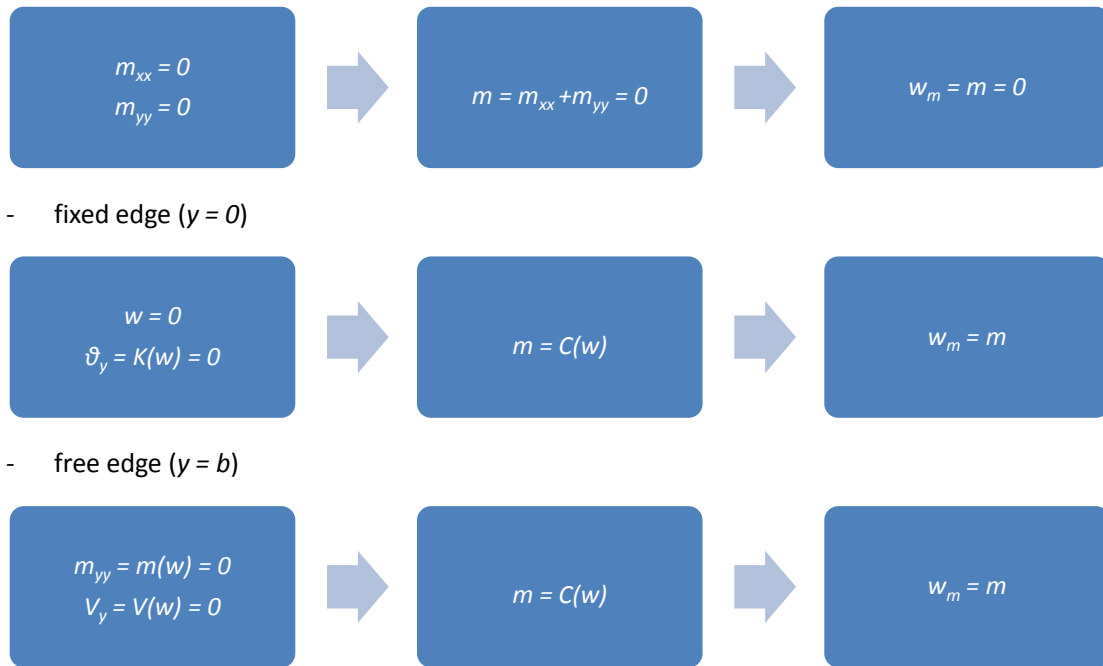 m_xx = 0
m_yy = 0
m = m_xx+m_yy = 0
w_m = m = 0
- fixed edge (y = 0)
w = 0
ϑ_y = K(w) = 0
m = C(w)
w_m = m
- free edge (y = b)
m_yy = m(w) = 0
V_y = V(w) = 0
m = C(w)
w_m = m